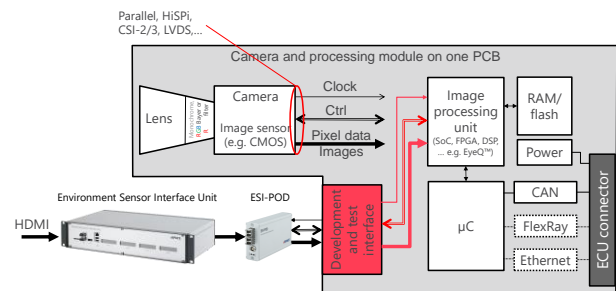 Parallel, HiSPi,
CSI-2/3, LVDS,...
Camera and processing module on one PCB
Lens
Monochrome,
RGB Bayer or
R filter
Camera
Image sensor
(e.g. CMOS)
Clock
Ctrl
Pixel data
Images
Image
processing
unit
(SoC, FPGA, DSP,
... e.g. EyeQ™)
RAM/
flash
Power
µC
CAN
FlexRay
Ethernet
ECU connector
Environment Sensor Interface Unit
ESI-POD
HDMI
Development
and test
interface